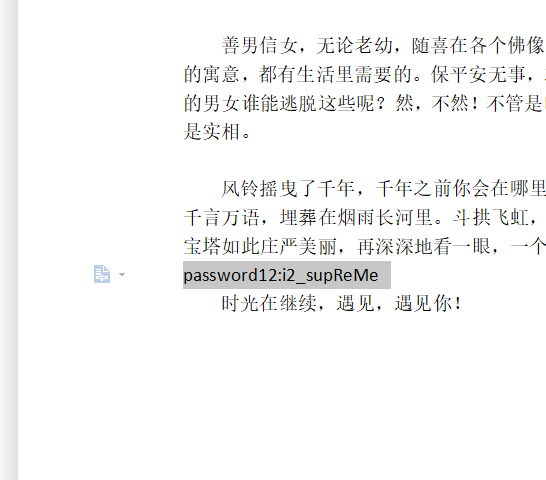 善男信女，无论老幼，随喜在各个佛像
的寓意，都有生活里需要的。保平安无事，
的男女谁能逃脱这些呢？然，不然！不管是
是实相。
风铃摇曳了千年，千年之前你会在哪里
千言万语，埋葬在烟雨长河里。斗拱飞虹，
宝塔如此庄严美丽，再深深地看一眼，一个
password12:i2_supReMe
时光在继续，遇见，遇见你！